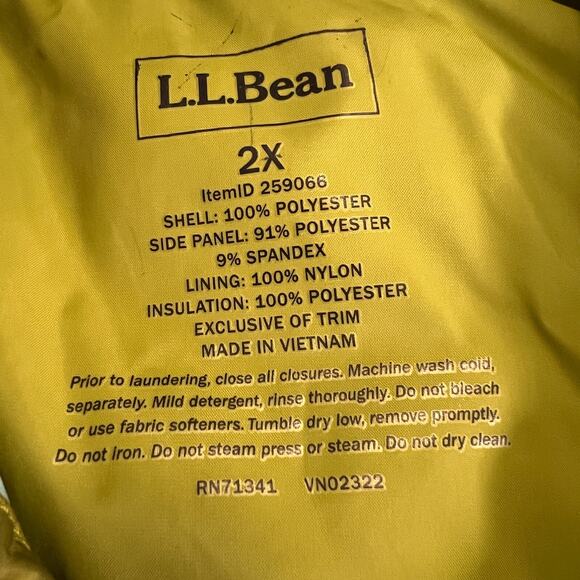 L.L.Bean
2X
ItemID 259066
SHELL: 100% POLYESTER
SIDE PANEL: 91% POLYESTER
9% SPANDEX
LINING: 100% NYLON
INSULATION: 100% POLYESTER
EXCLUSIVE OF TRIM
MADE IN VIETNAM
Prior to laundering, close all closures. Machine wash cold,
separately. Mild detergent, rinse thoroughly. Do not bleach
or use fabric softeners. Tumble dry low, remove promptly.
Do not iron. Do not steam press or steam. Do not dry clean.
RN71341 VN02322